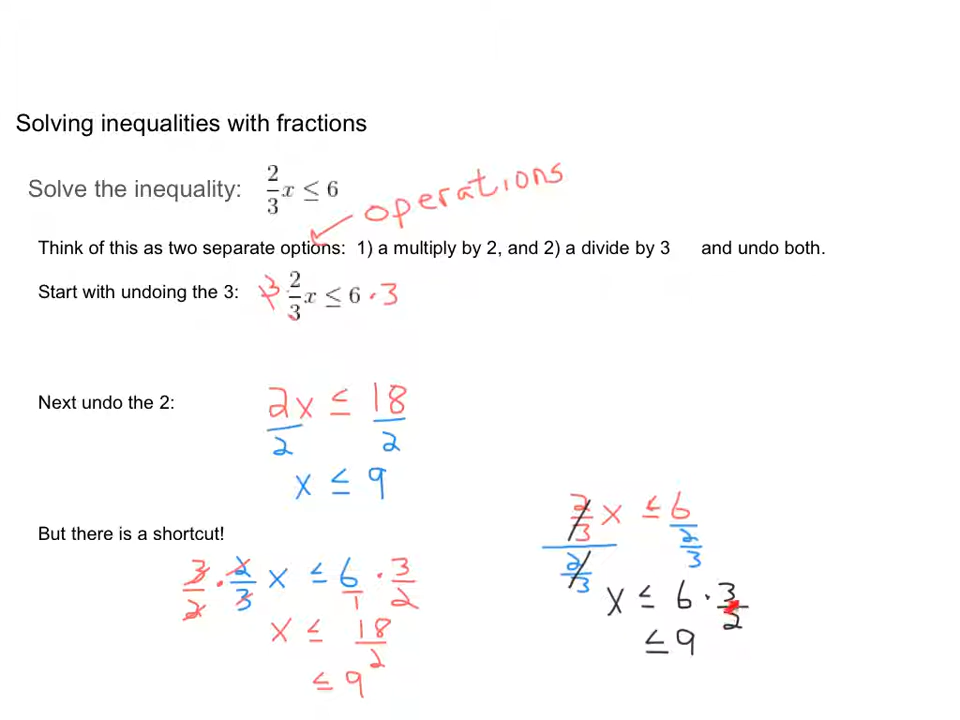 Solving inequalities with fractions
Solve the inequality: 2/3 x ≤ 6
operations
Think of this as two separate options: 1) a multiply by 2, and 2) a divide by 3 and undo both.
Start with undoing the 3: 3 · 2/3 x ≤ 6 · 3
Next undo the 2: 2x/2 ≤ 18/2
x ≤ 9
But there is a shortcut!
3/2 · 2/3 x ≤ 6/1 · 3/2
x ≤ 18/2
≤ 9
2/3 x ≤ 6
2/3 2/3
x ≤ 6 · 3/2
≤ 9